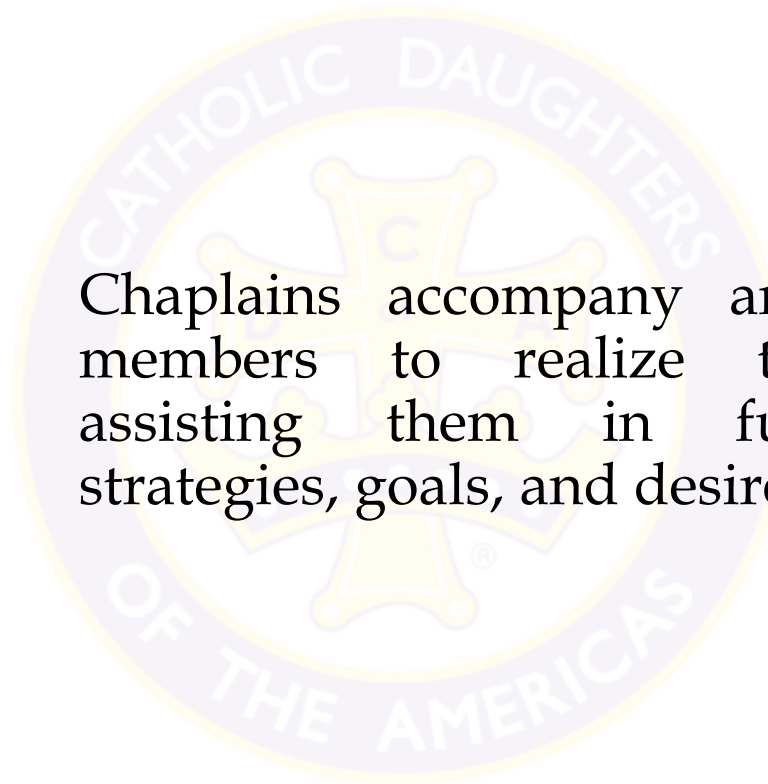 CATHOLIC DAUGHTERS
C
Chaplains accompany
members to realize
assisting them in
strategies, goals, and
®
OF THE AMERICAS